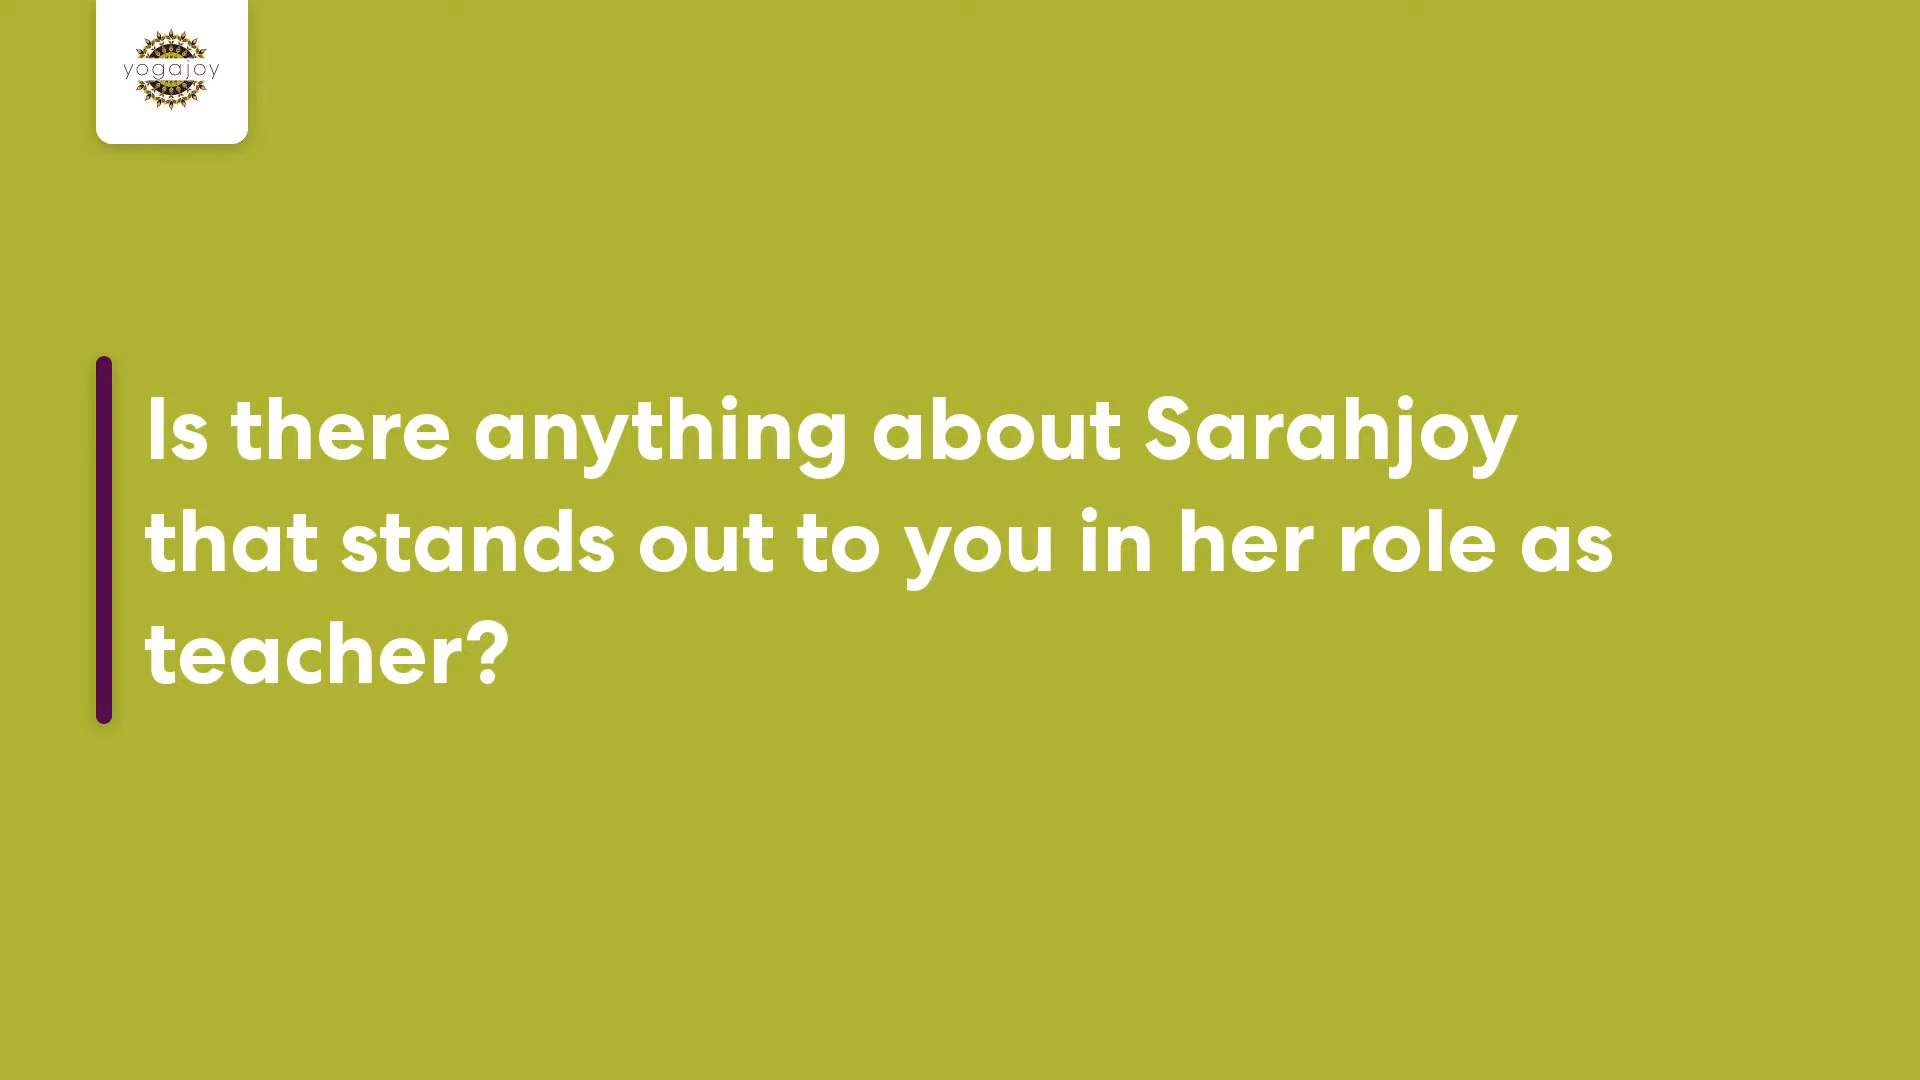 yogajoy
Is there anything about Sarahjoy
that stands out to you in her role as
teacher?